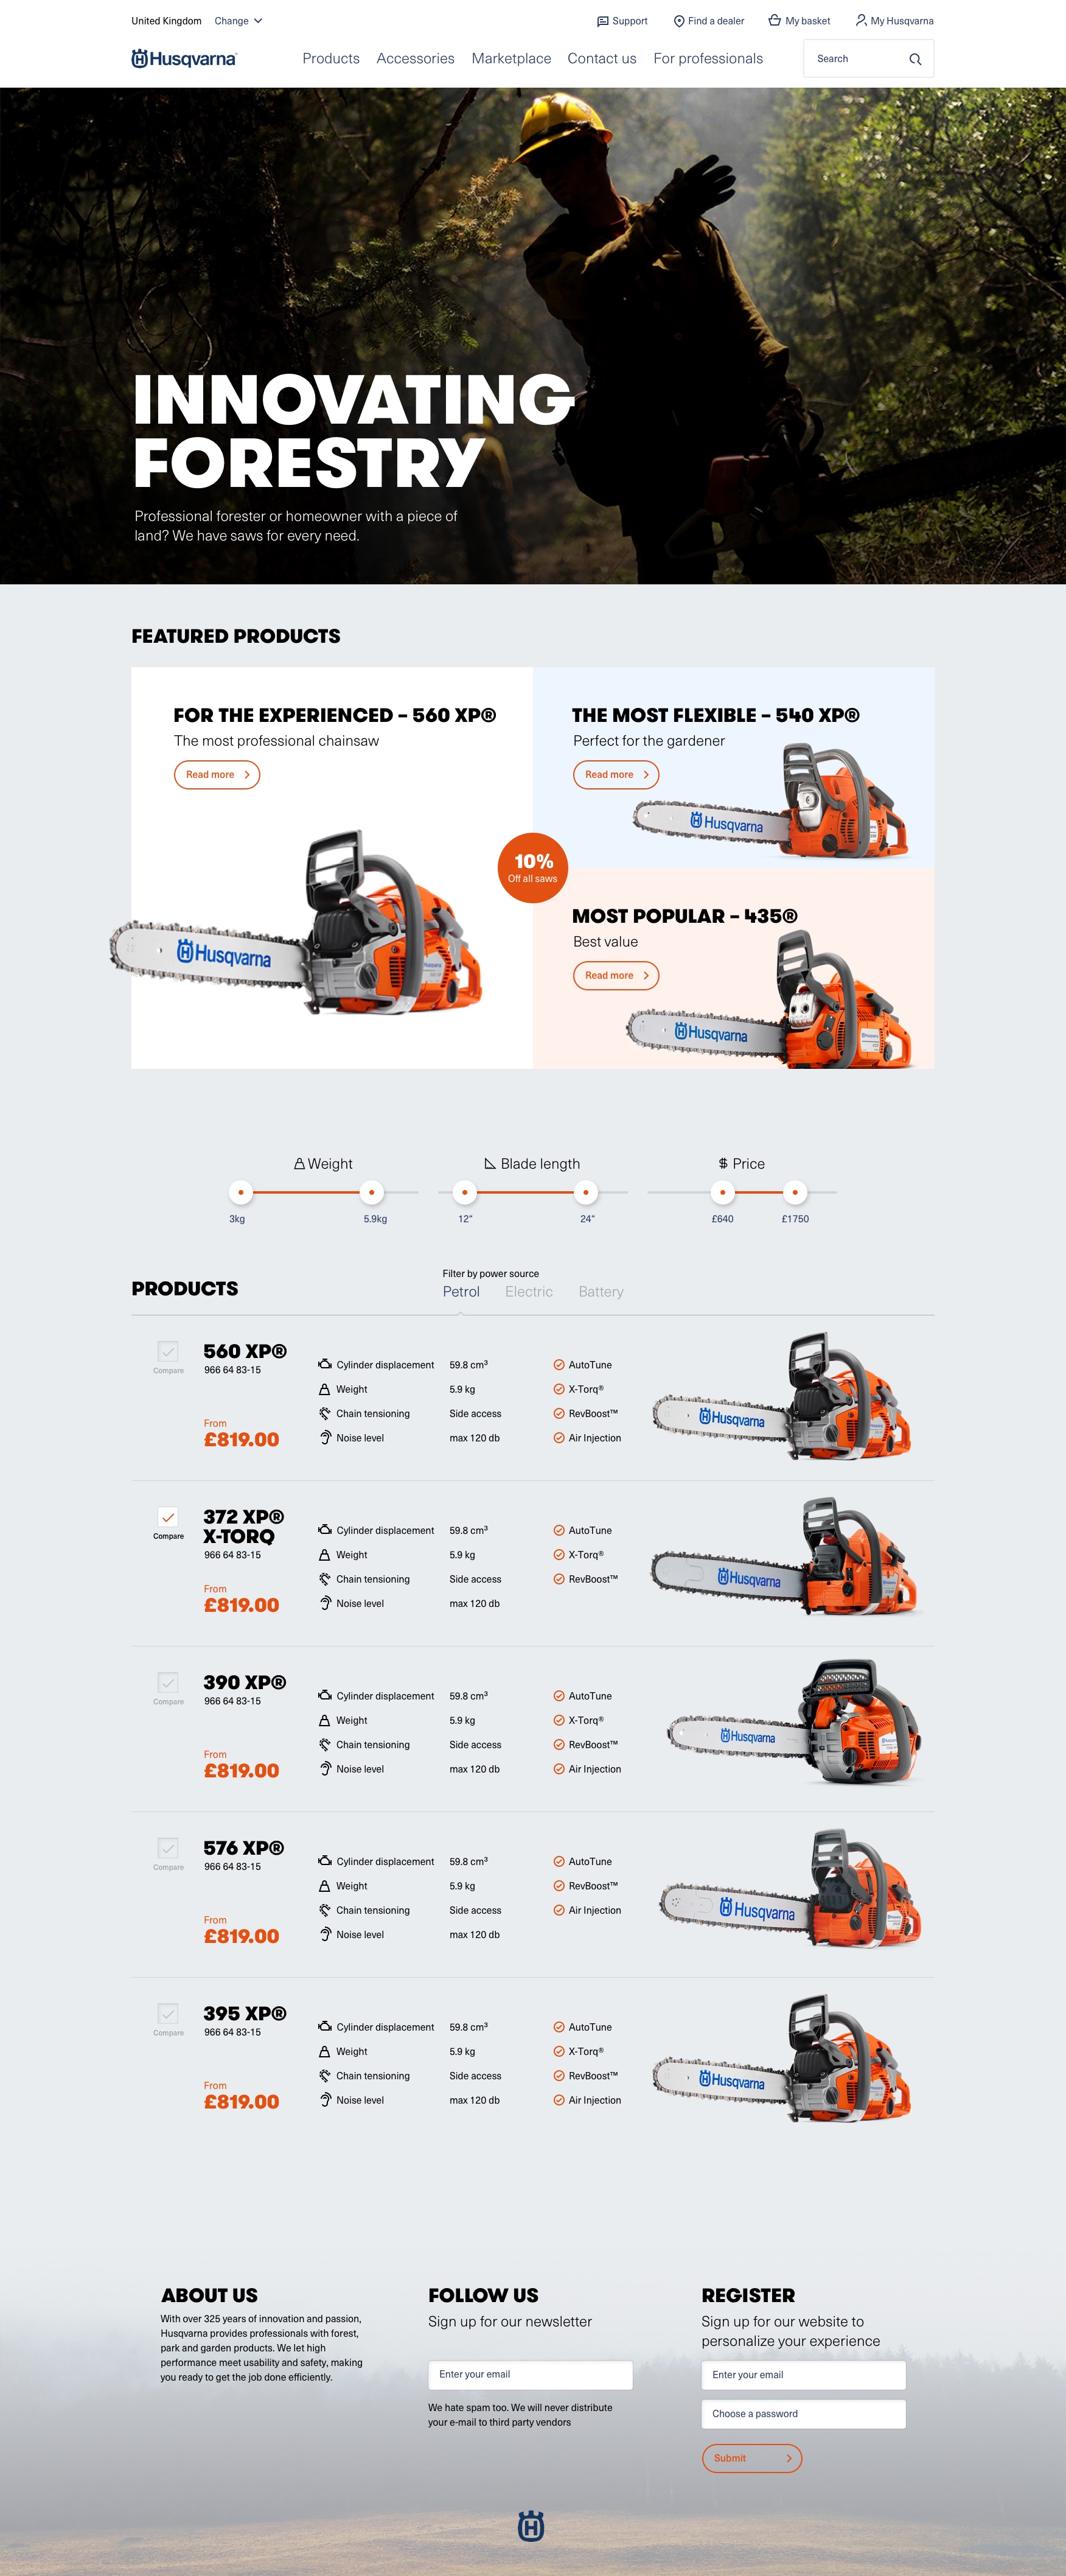 United Kingdom Change
Support Find a dealer My basket My Husqvarna
Husqvarna
Products Accessories Marketplace Contact us For professionals
Search
INNOVATING
FORESTRY
Professional forester or homeowner with a piece of
land? We have saws for every need.
FEATURED PRODUCTS
FOR THE EXPERIENCED – 560 XP®
The most professional chainsaw
Read more
Husqvarna
THE MOST FLEXIBLE – 540 XP®
Perfect for the gardener
Read more
Husqvarna
10%
Off all saws
MOST POPULAR – 435®
Best value
Read more
Husqvarna
Weight
3kg 5.9kg
Blade length
12" 24"
Price
£640 £1750
PRODUCTS
Filter by power source
Petrol Electric Battery
Compare
560 XP®
966 64 83-15
From
£819.00
Cylinder displacement 59.8 cm³
Weight 5.9 kg
Chain tensioning Side access
Noise level max 120 db
AutoTune
X-Torq®
RevBoost™
Air Injection
Husqvarna
Compare
372 XP®
X-TORQ
966 64 83-15
From
£819.00
Cylinder displacement 59.8 cm³
Weight 5.9 kg
Chain tensioning Side access
Noise level max 120 db
AutoTune
X-Torq®
RevBoost™
Husqvarna
Compare
390 XP®
966 64 83-15
From
£819.00
Cylinder displacement 59.8 cm³
Weight 5.9 kg
Chain tensioning Side access
Noise level max 120 db
AutoTune
X-Torq®
RevBoost™
Air Injection
Husqvarna
Compare
576 XP®
966 64 83-15
From
£819.00
Cylinder displacement 59.8 cm³
Weight 5.9 kg
Chain tensioning Side access
Noise level max 120 db
AutoTune
RevBoost™
Air Injection
Husqvarna
Compare
395 XP®
966 64 83-15
From
£819.00
Cylinder displacement 59.8 cm³
Weight 5.9 kg
Chain tensioning Side access
Noise level max 120 db
AutoTune
X-Torq®
RevBoost™
Air Injection
Husqvarna
ABOUT US
With over 325 years of innovation and passion,
Husqvarna provides professionals with forest,
park and garden products. We let high
performance meet usability and safety, making
you ready to get the job done efficiently.
FOLLOW US
Sign up for our newsletter
Enter your email
We hate spam too. We will never distribute
your e-mail to third party vendors
REGISTER
Sign up for our website to
personalize your experience
Enter your email
Choose a password
Submit